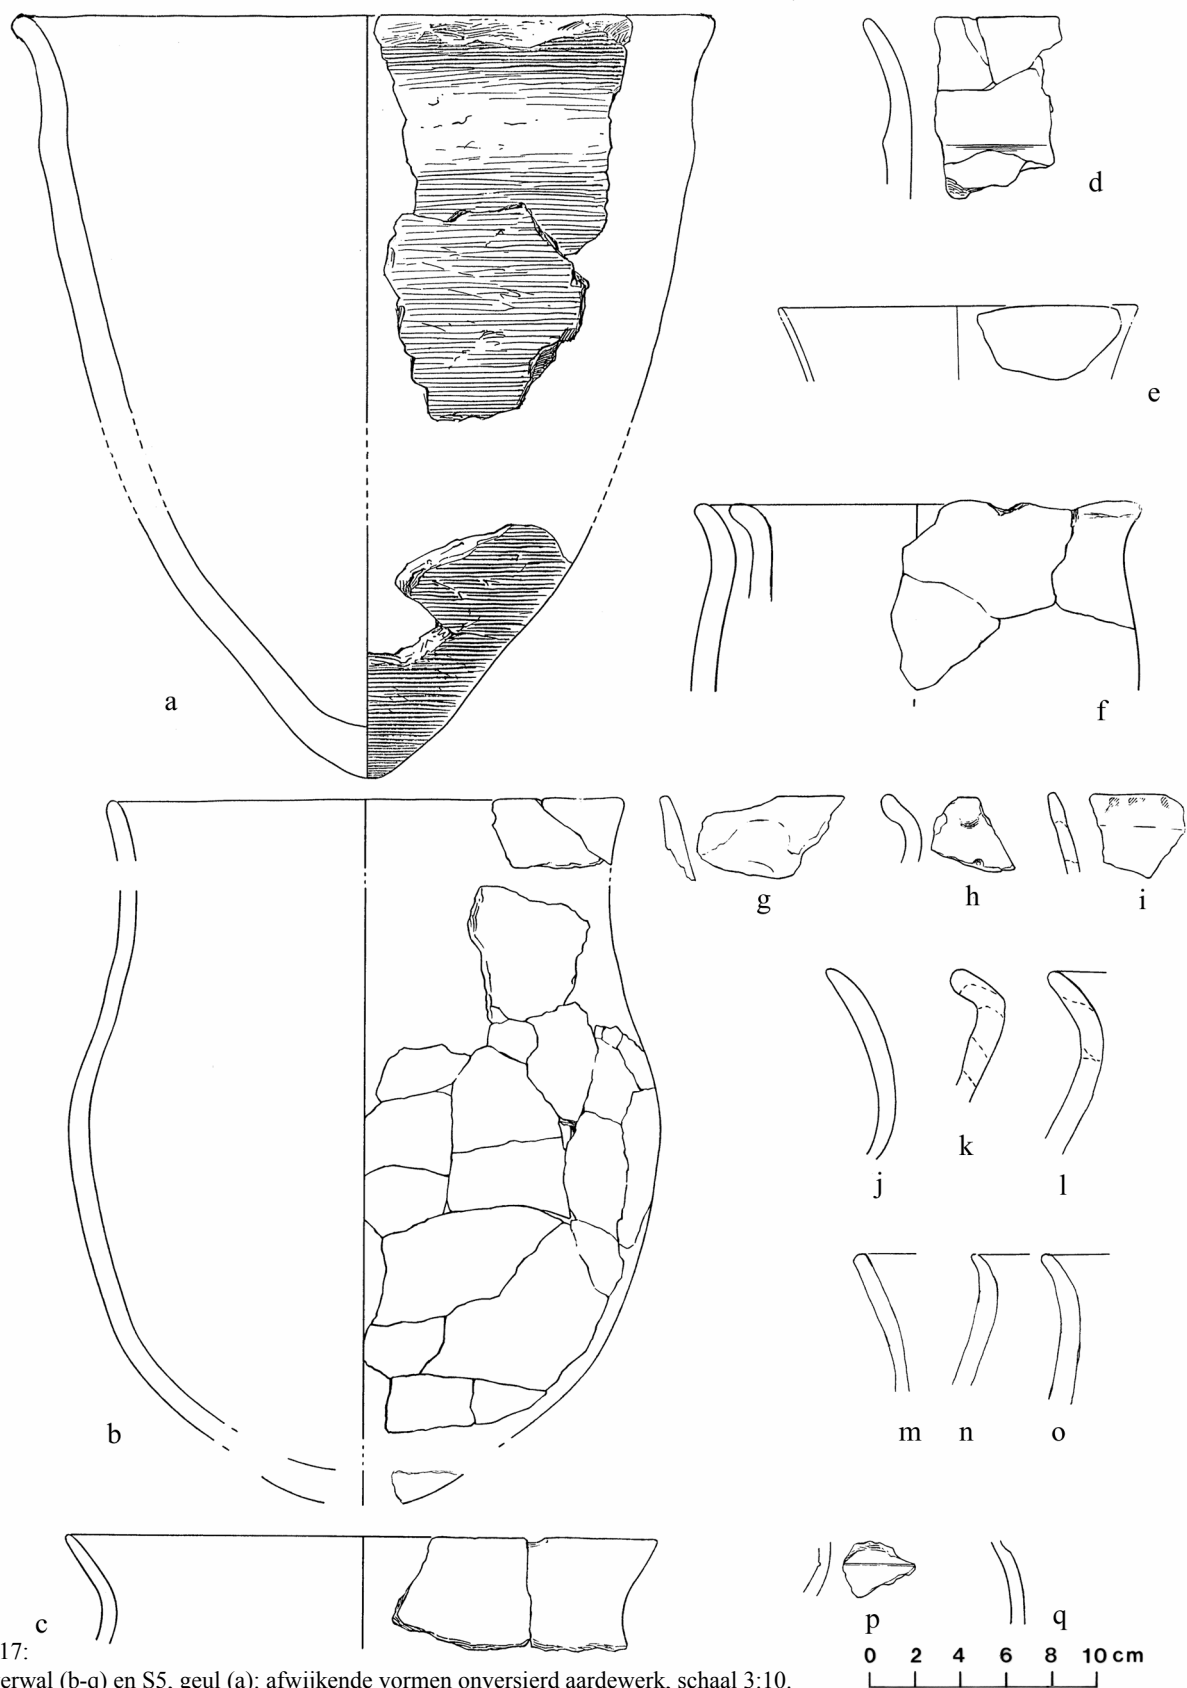 d
e
a
f
g
h
i
j
k
l
b
m
n
o
c
p
q
17:
0 2 4 6 8 10 cm
erwal (b-q) en S5, geul (a): afwijkende vormen onversierd aardewerk, schaal 3:10.